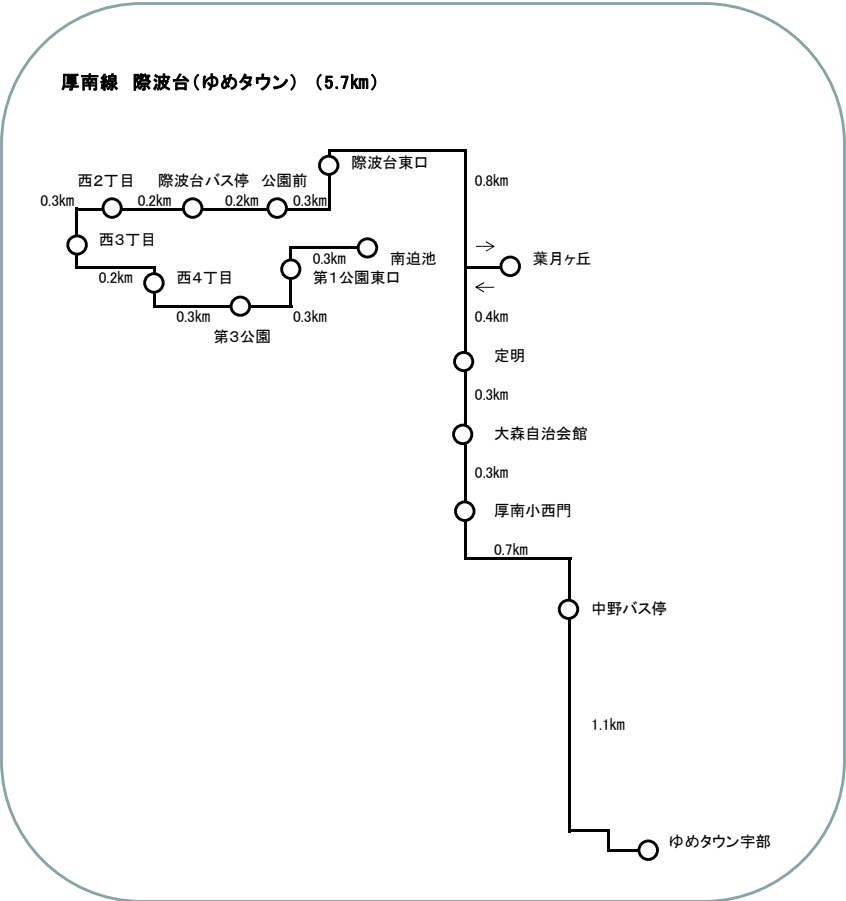 厚南線 際波台(ゆめタウン) (5.7km)
際波台東口
0.8km
西2丁目
際波台バス停
公園前
0.3km
0.2km
0.2km
0.3km
西3丁目
0.2km
西4丁目
0.3km
第3公園
0.3km
第1公園東口
0.3km
南迫池
→
葉月ヶ丘
←
0.4km
定明
0.3km
大森自治会館
0.3km
厚南小西門
0.7km
中野バス停
1.1km
ゆめタウン宇部